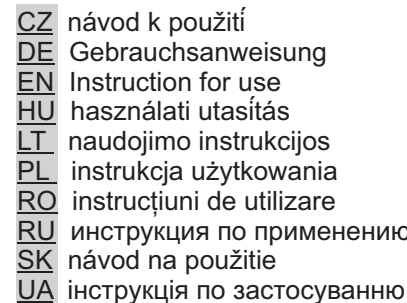 CZ návod k použití
DE Gebrauchsanweisung
EN Instruction for use
HU használati utasítás
LT naudojimo instrukcijos
PL instrukcja użytkowania
RO instrucțiuni de utilizare
RU инструкция по применению
SK návod na použitie
UA інструкція по застосуванню